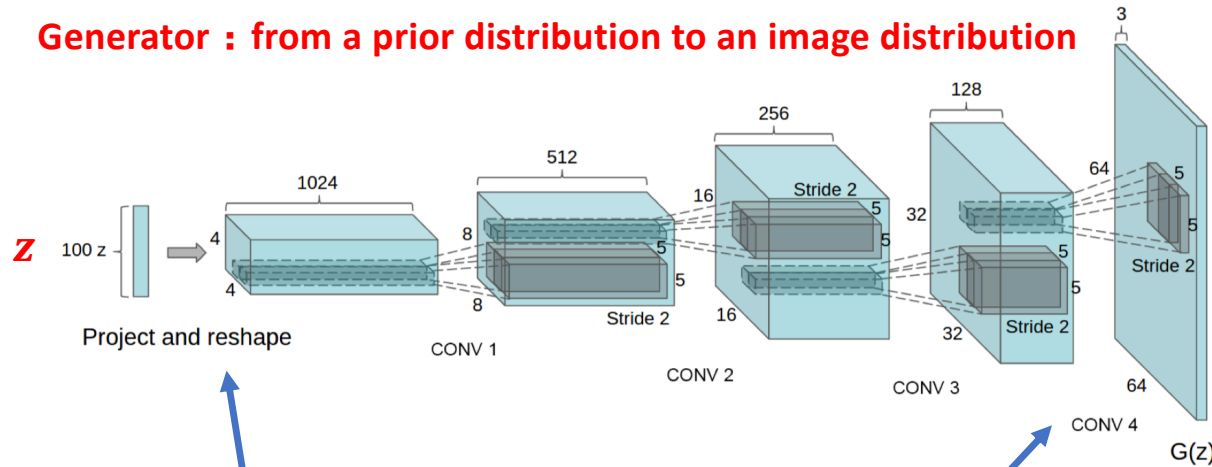 Generator : from a prior distribution to an image distribution
3
128
256
512
1024
64
5
16
Stride 2
5
32
5
Z
100 z
4
8
5
5
5
Stride 2
4
8
5
Stride 2
16
32
5
Stride 2
64
Project and reshape
CONV 1
CONV 2
CONV 3
CONV 4
G(z)